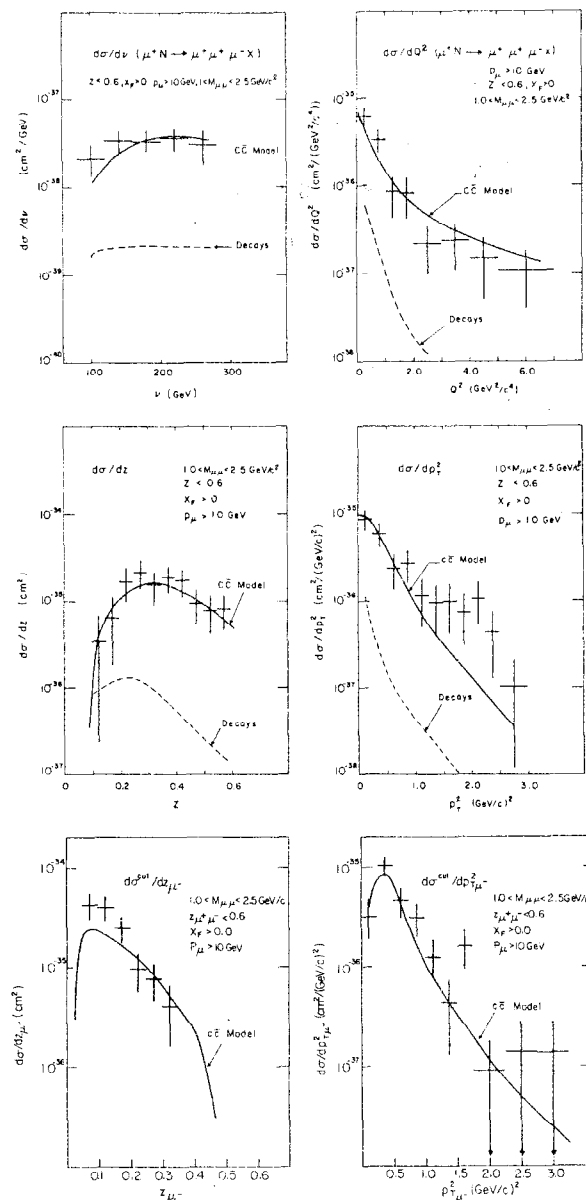 dσ/dν (μ⁺N → μ⁺ μ⁺ μ⁻ X)
Z < 0.6, X_F > 0 p_μ > 10 GeV, 1 < M_μμ < 2.5 GeV/c²
10⁻³⁷
10⁻³⁸
10⁻³⁹
10⁻⁴⁰
dσ/dν (cm²/GeV)
CC̄ Model
Decays
100
200
300
ν (GeV)
dσ/dQ² (μ⁺N → μ⁺ μ⁺ μ⁻ X)
p_μ > 10 GeV
Z < 0.6, X_F > 0
1.0 < M_μμ < 2.5 GeV/c²
10⁻³⁵
10⁻³⁶
10⁻³⁷
10⁻³⁸
dσ/dQ² (cm²/(GeV²/c⁴))
CC̄ Model
Decays
0
2.0
4.0
6.0
Q² (GeV²/c⁴)
dσ/dz
1.0 < M_μμ < 2.5 GeV/c²
Z < 0.6
X_F > 0
p_μ > 10 GeV
10⁻³⁴
10⁻³⁵
10⁻³⁶
10⁻³⁷
dσ/dz (cm²)
CC̄ Model
Decays
0
0.2
0.4
0.6
Z
dσ/dp_T²
1.0 < M_μμ < 2.5 GeV/c²
Z < 0.6
X_F > 0
p_μ > 10 GeV
10⁻³⁵
10⁻³⁴
10⁻³⁷
10⁻³⁸
dσ/dp_T² (cm²/(GeV/c)²)
cc̄ Model
Decays
0
1.0
2.0
3.0
p_T² (GeV/c)²
dσᶜᵘᵗ/dz_μ⁻
1.0 < M_μμ < 2.5 GeV/c
z_μ⁺μ⁻ < 0.6
X_F > 0.0
P_μ > 10 GeV
10⁻³⁴
10⁻³⁵
10⁻³⁶
dσ/dz_μ⁻ (cm²)
cc̄ Model
0.1
0.2
0.3
0.4
0.5
z_μ⁻
dσᶜᵘᵗ/dp²_Tμ⁻
1.0 < M_μμ < 2.5 GeV/c²
z_μ⁺μ⁻ < 0.6
X_F > 0.0
P_μ > 10 GeV
10⁻³⁵
10⁻³⁶
10⁻³⁷
dσ/dp²_Tμ⁻ (cm²/(GeV/c)²)
cc̄ Model
0.5
1.0
1.5
2.0
2.5
3.0
p²_Tμ⁻ (GeV/c)²